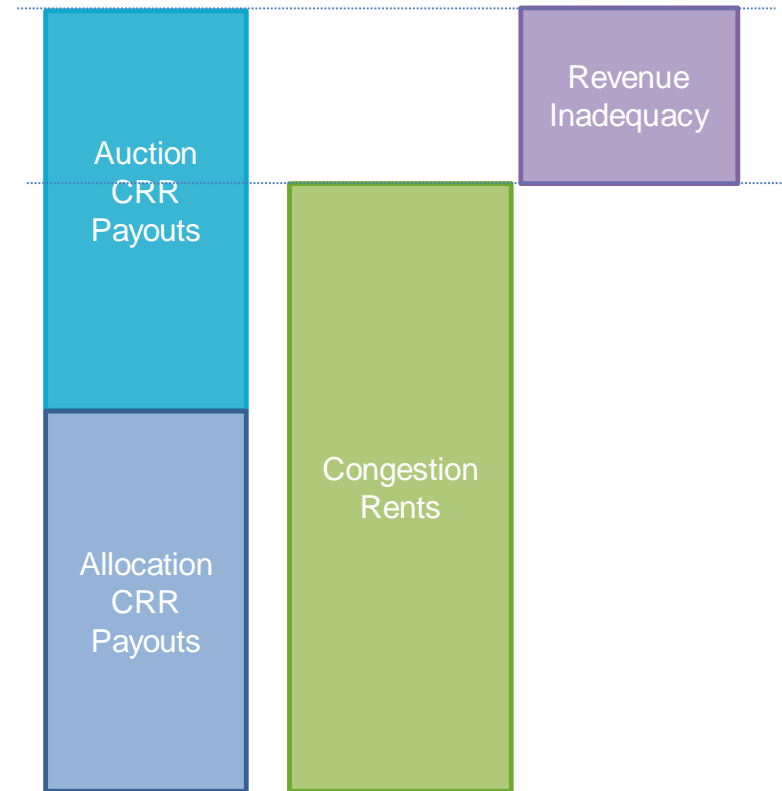 Auction
CRR
Payouts
Allocation
CRR
Payouts
Congestion
Rents
Revenue
Inadequacy